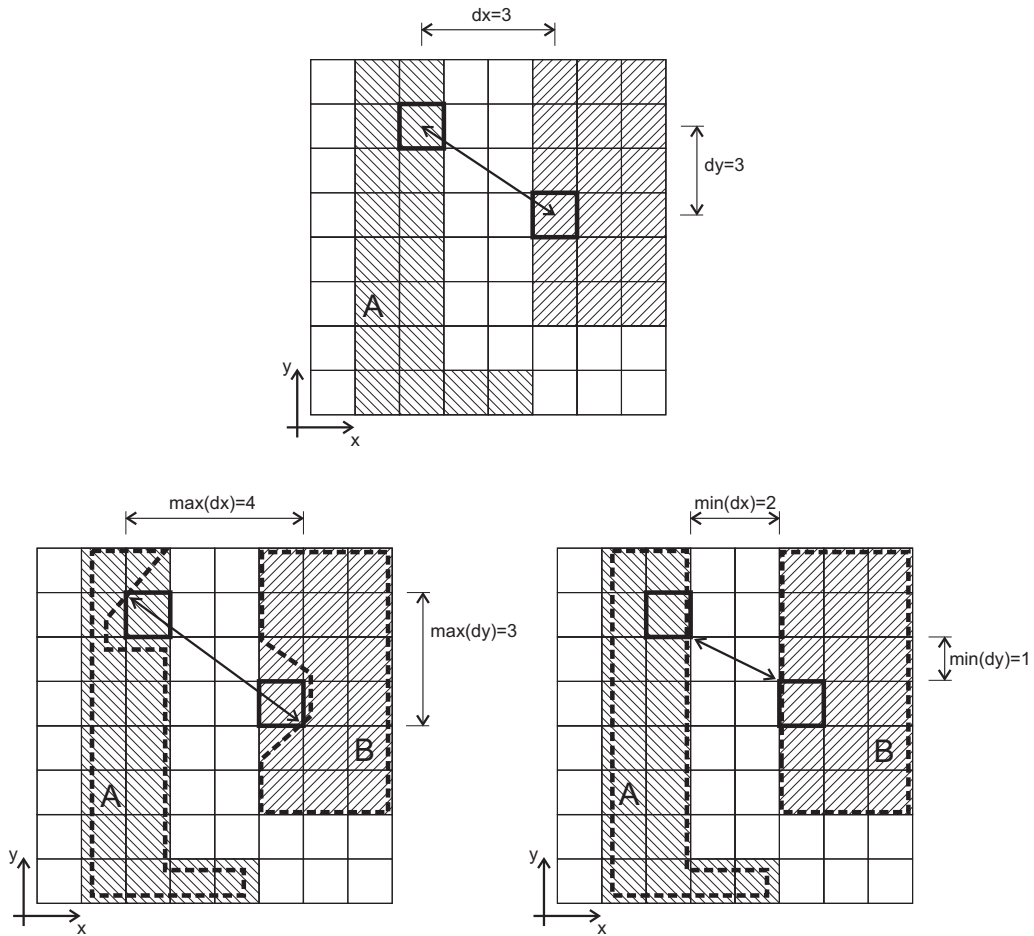 dx=3
dy=3
A
y
x
max(dx)=4
min(dx)=2
max(dy)=3
min(dy)=1
B
B
A
A
y
y
x
x